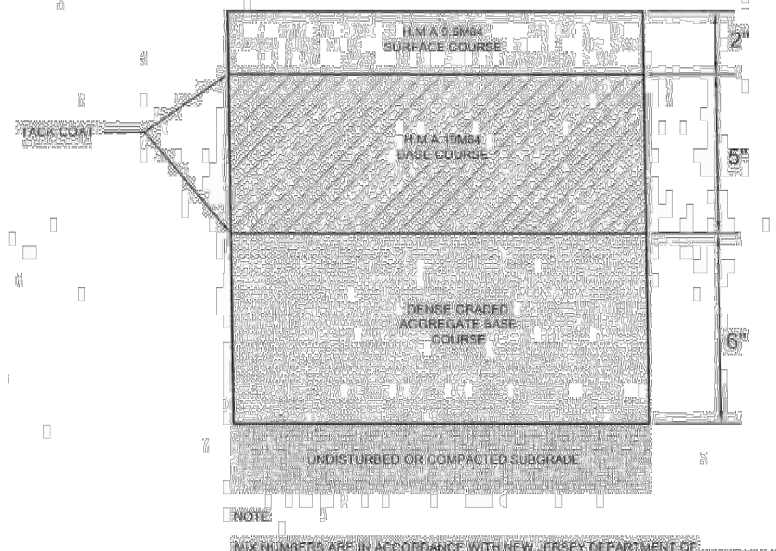 H.M.A 9.5M64
SURFACE COURSE
2"
TACK COAT
H.M.A 19M64
BASE COURSE
5"
DENSE GRADED
AGGREGATE BASE
COURSE
6"
UNDISTURBED OR COMPACTED SUBGRADE
NOTE:
MIX NUMBERS ARE IN ACCORDANCE WITH NEW JERSEY DEPARTMENT OF